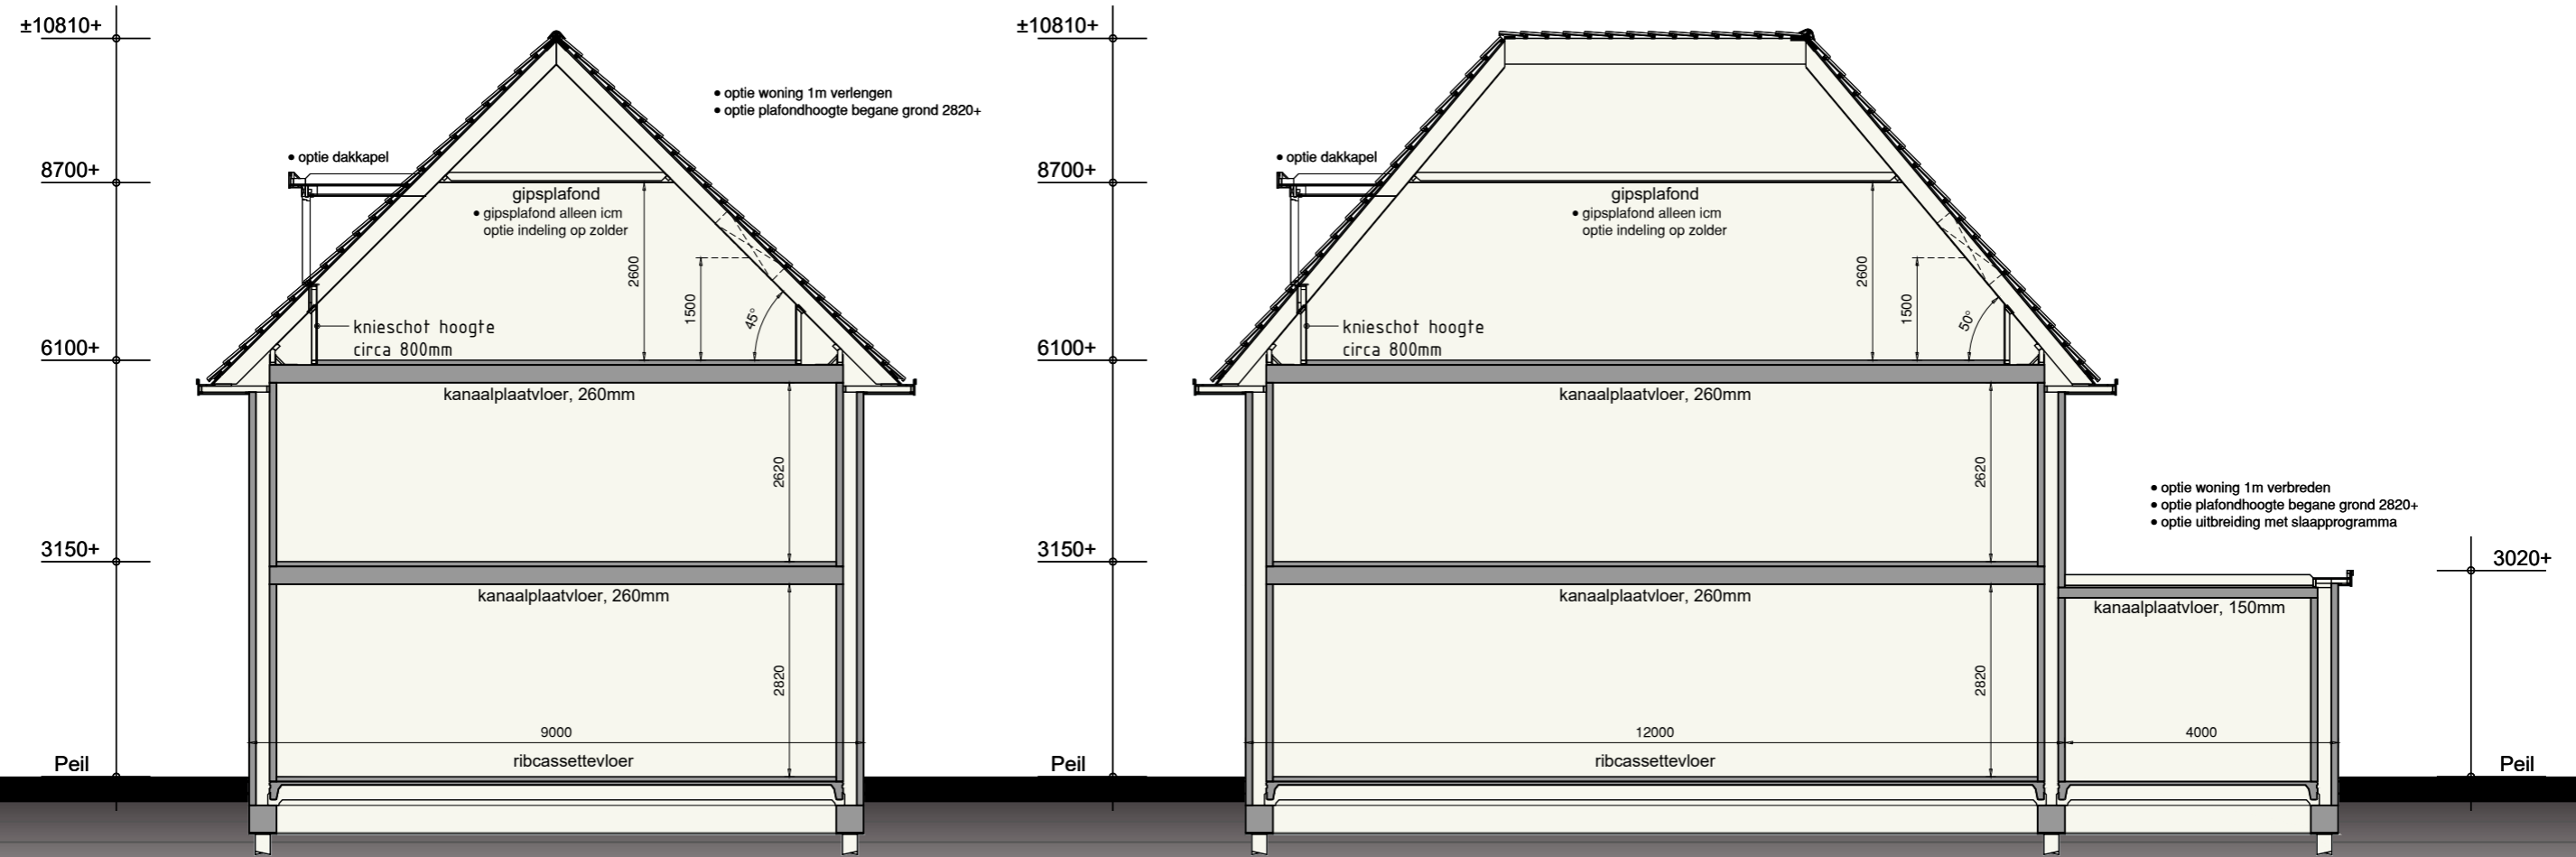 ±10810+
• optie woning 1m verlengen
• optie plafondhoogte begane grond 2820+
• optie dakkapel
8700+
gipsplafond
• gipsplafond alleen icm
optie indeling op zolder
2600
1500
45°
knieschot hoogte
circa 800mm
6100+
kanaalplaatvloer, 260mm
2620
3150+
kanaalplaatvloer, 260mm
2820
9000
ribcassettevloer
Peil
±10810+
• optie dakkapel
8700+
gipsplafond
• gipsplafond alleen icm
optie indeling op zolder
2600
1500
50°
knieschot hoogte
circa 800mm
6100+
kanaalplaatvloer, 260mm
2620
• optie woning 1m verbreden
• optie plafondhoogte begane grond 2820+
• optie uitbreiding met slaapprogramma
3150+
3020+
kanaalplaatvloer, 260mm
kanaalplaatvloer, 150mm
2820
12000
4000
ribcassettevloer
Peil
Peil